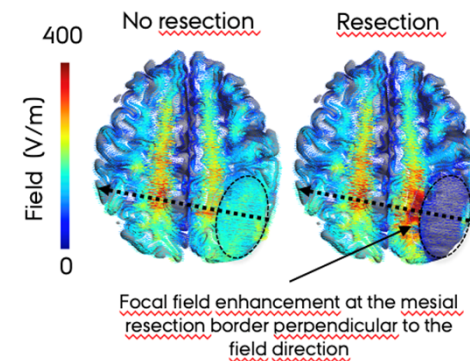 No resection
Resection
400
Field (V/m)
0
Focal field enhancement at the mesial
resection border perpendicular to the
field direction